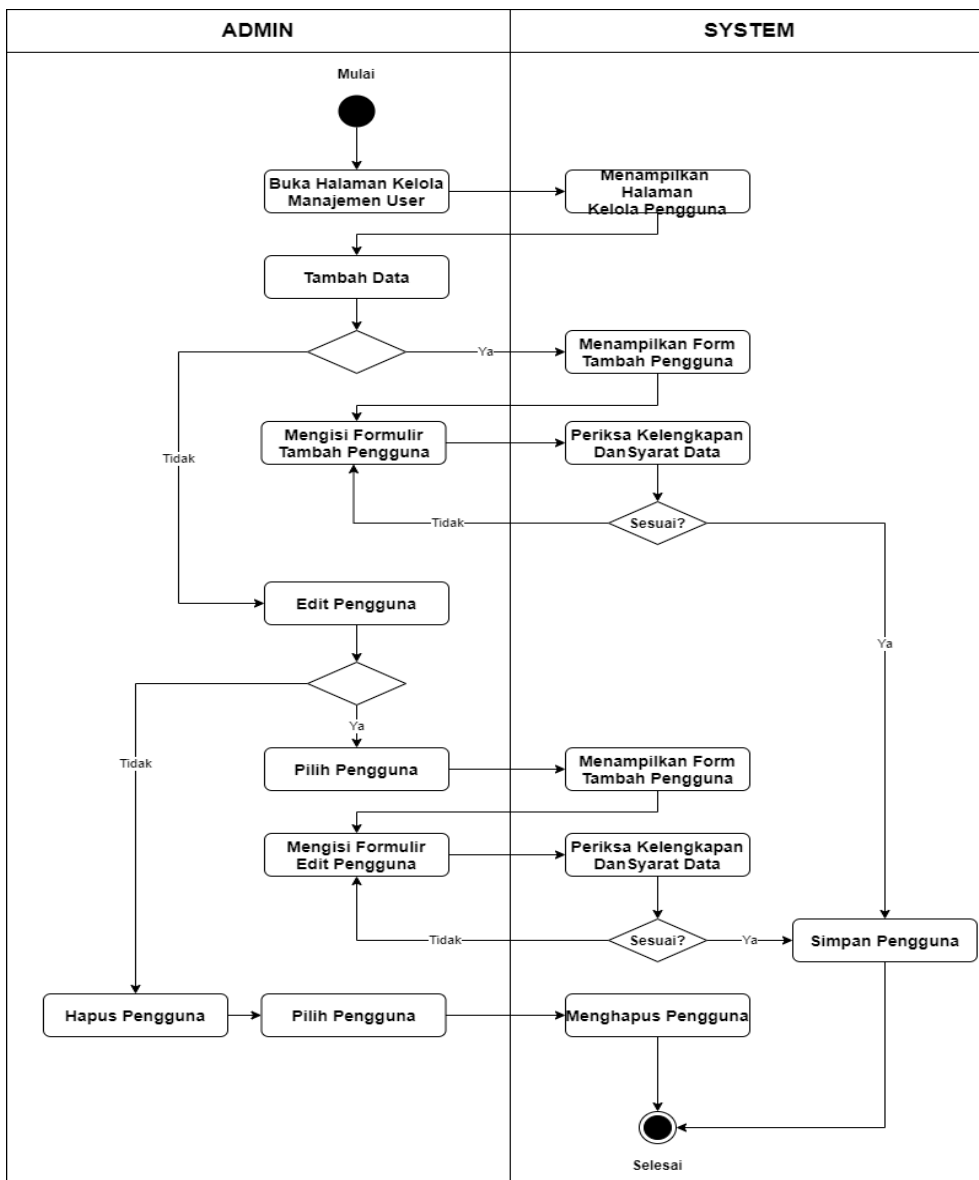 ADMIN
SYSTEM
Mulai
Buka Halaman Kelola
Manajemen User
Menampilkan
Halaman
Kelola Pengguna
Tambah Data
Ya
Menampilkan Form
Tambah Pengguna
Mengisi Formulir
Tambah Pengguna
Periksa Kelengkapan
DanSyarat Data
Tidak
Tidak
Sesuai?
Edit Pengguna
Ya
Ya
Tidak
Pilih Pengguna
Menampilkan Form
Tambah Pengguna
Mengisi Formulir
Edit Pengguna
Periksa Kelengkapan
DanSyarat Data
Tidak
Sesuai?
Ya
Simpan Pengguna
Hapus Pengguna
Pilih Pengguna
Menghapus Pengguna
Selesai